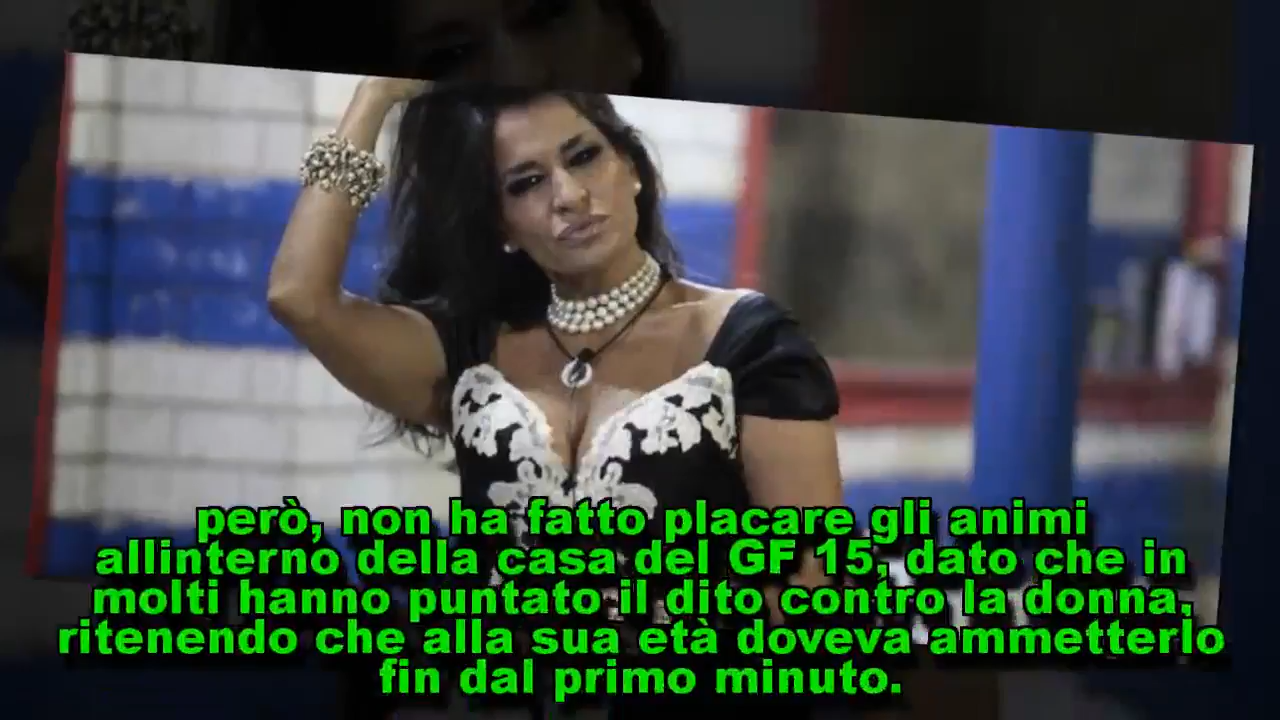 però, non ha fatto placare gli animi
allinterno della casa del GF 15, dato che in
molti hanno puntato il dito contro la donna,
ritenendo che alla sua età doveva ammetterlo
fin dal primo minuto.